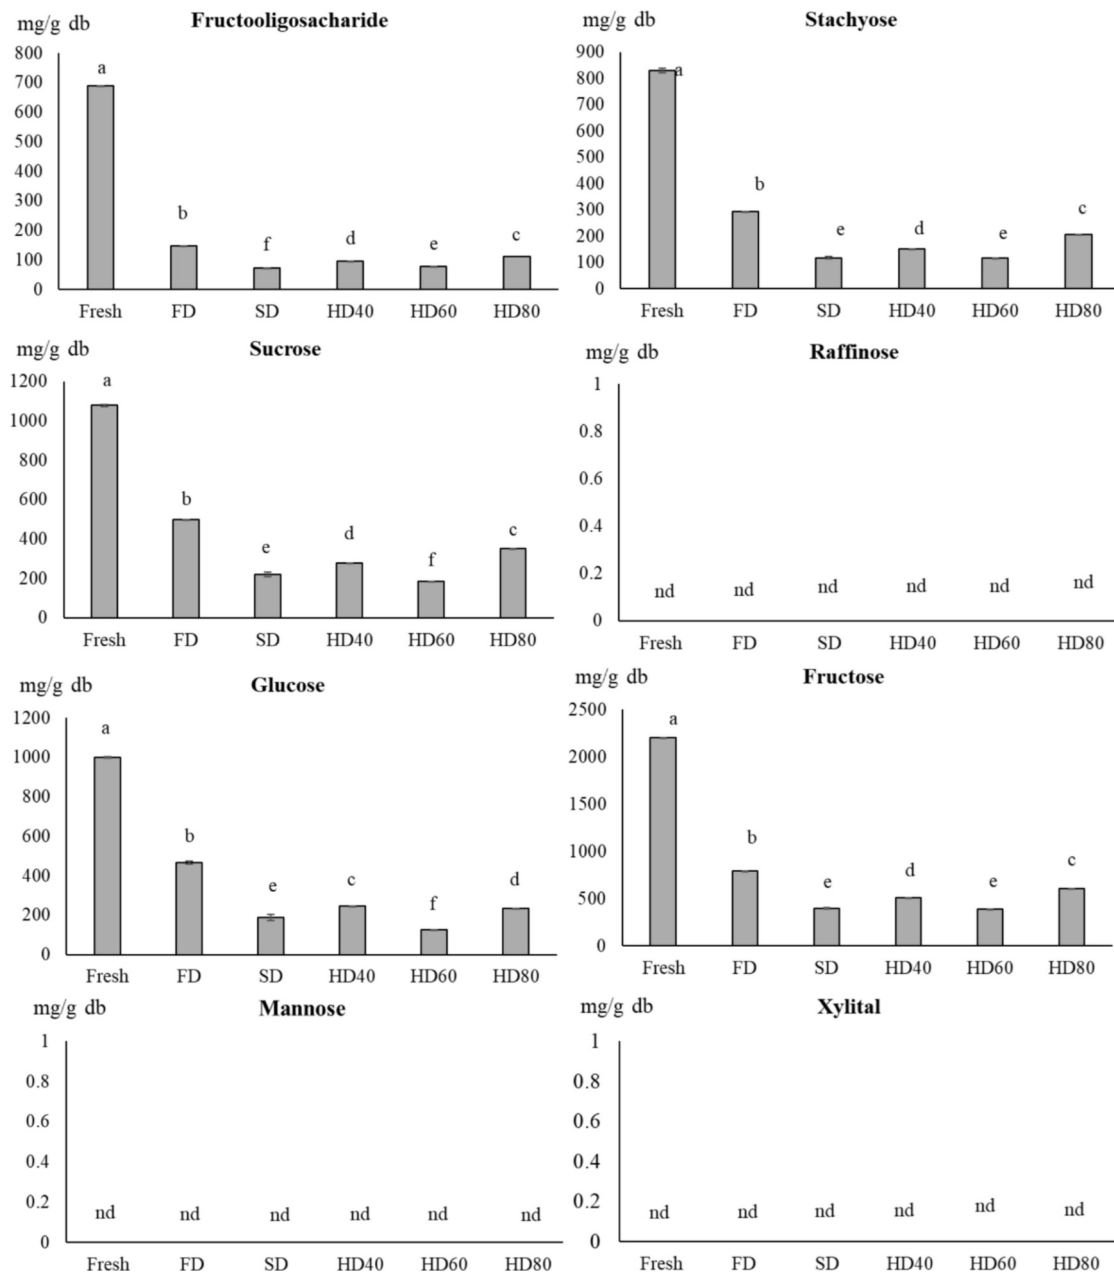 mg/g db
Fructooligosacharide
800
700
600
500
400
300
200
100
0
a
b
f
d
e
c
Fresh FD SD HD40 HD60 HD80
mg/g db
Stachyose
900
800
700
600
500
400
300
200
100
0
a
b
e
d
e
c
Fresh FD SD HD40 HD60 HD80
mg/g db
Sucrose
1200
1000
800
600
400
200
0
a
b
e
d
f
c
Fresh FD SD HD40 HD60 HD80
mg/g db
Raffinose
1
0.8
0.6
0.4
0.2
0
nd nd nd nd nd nd
Fresh FD SD HD40 HD60 HD80
mg/g db
Glucose
1200
1000
800
600
400
200
0
a
b
e
c
f
d
Fresh FD SD HD40 HD60 HD80
mg/g db
Fructose
2500
2000
1500
1000
500
0
a
b
e
d
e
c
Fresh FD SD HD40 HD60 HD80
mg/g db
Mannose
1
0.8
0.6
0.4
0.2
0
nd nd nd nd nd nd
Fresh FD SD HD40 HD60 HD80
mg/g db
Xylital
1
0.8
0.6
0.4
0.2
0
nd nd nd nd nd nd
Fresh FD SD HD40 HD60 HD80